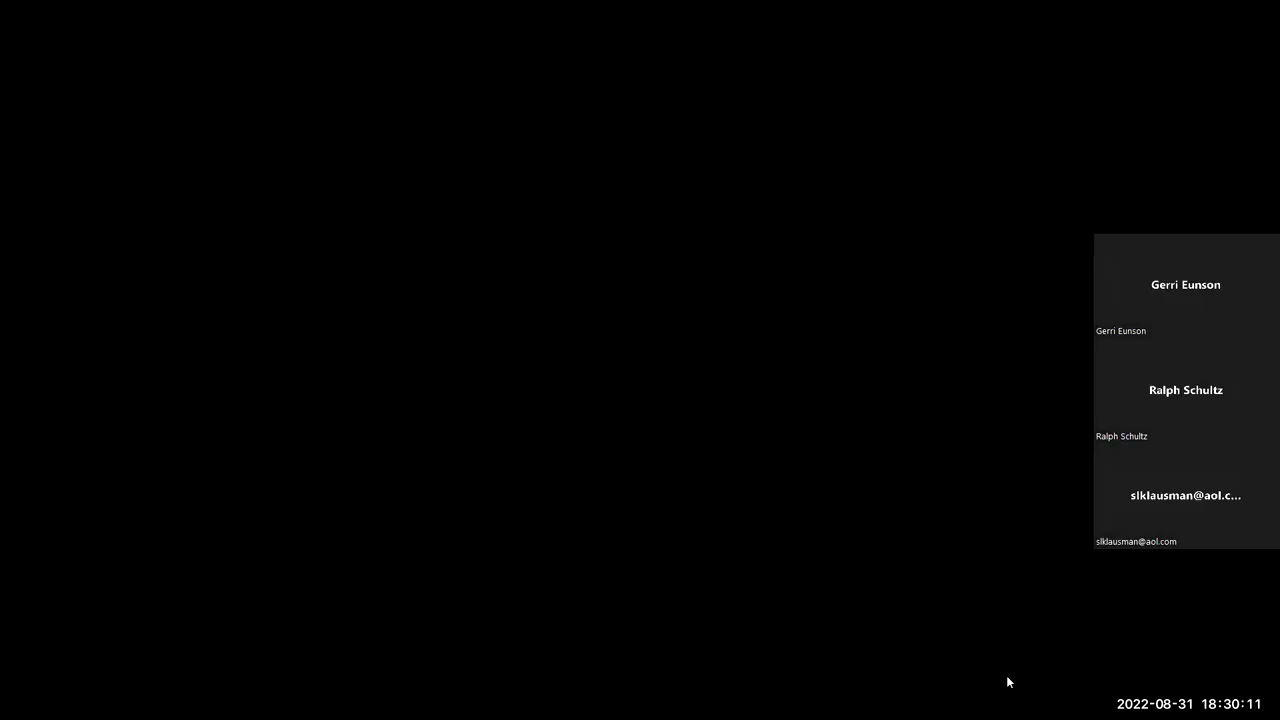 Gerri Eunson
Gerri Eunson
Ralph Schultz
Ralph Schultz
slklausman@aol.c...
slklausman@aol.com
2022-08-31 18:30:11